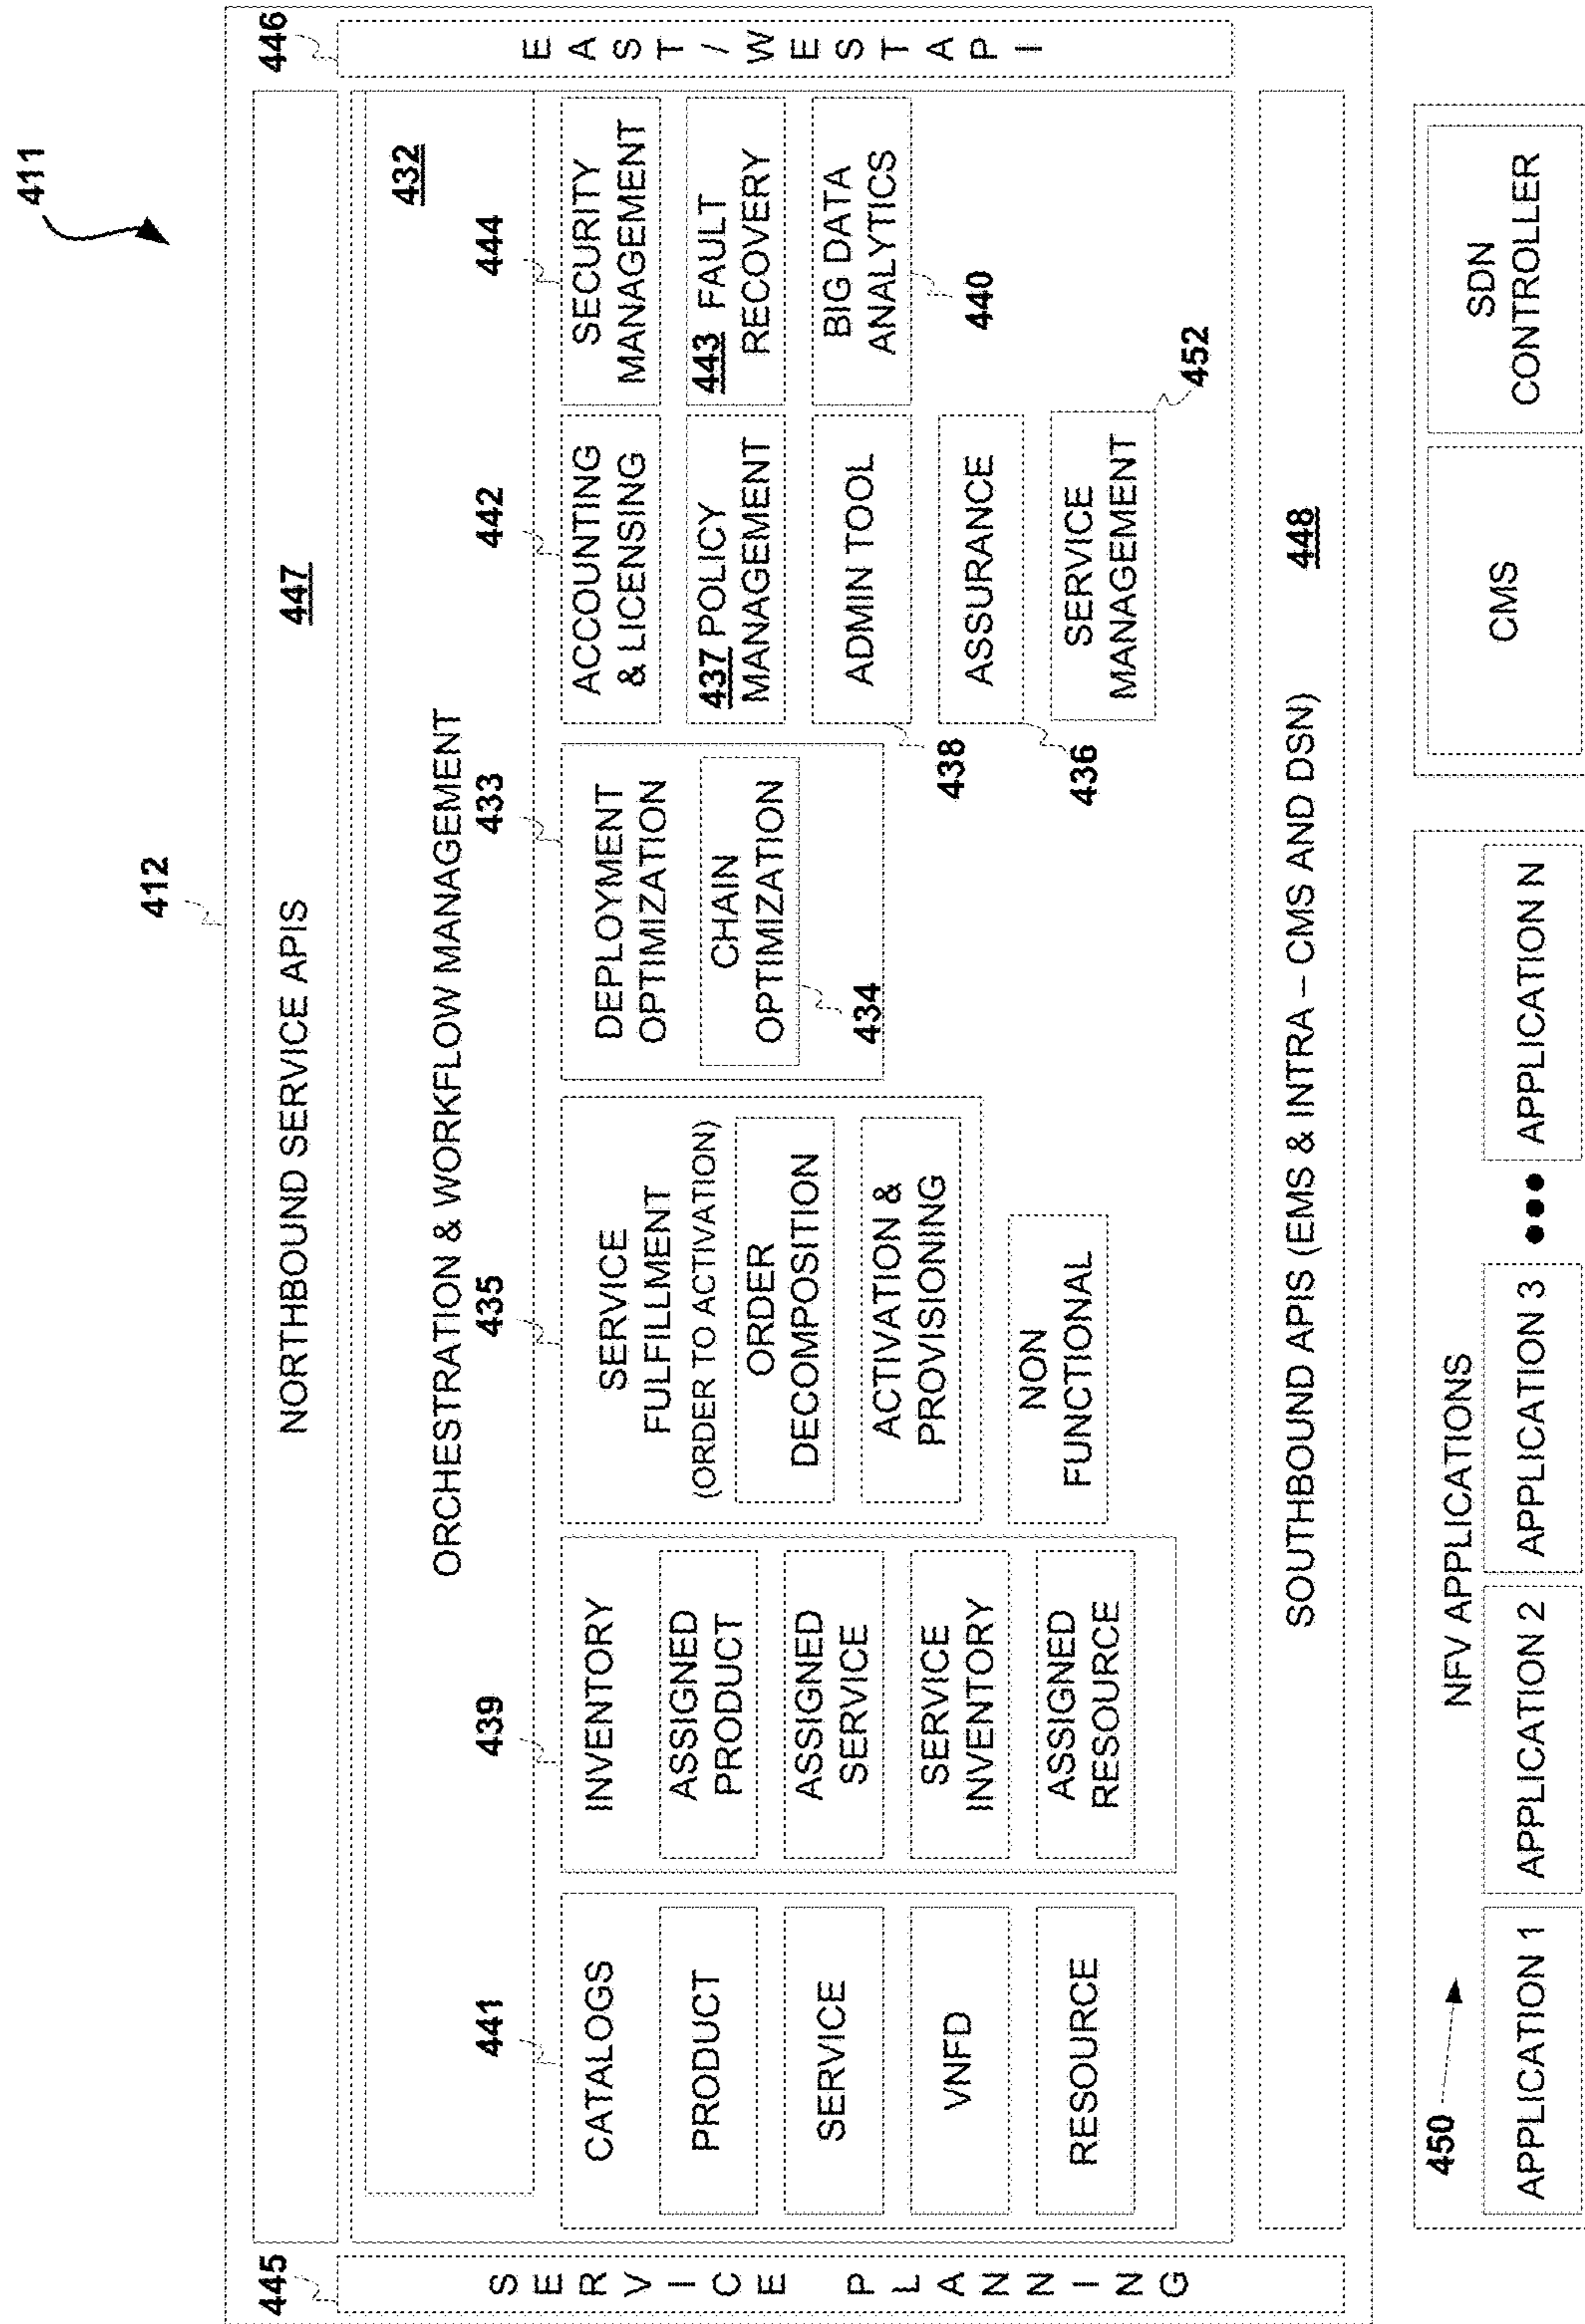 411
412
445
446
NORTHBOUND SERVICE APIS 447
ORCHESTRATION & WORKFLOW MANAGEMENT
432
SERVICE PLANNING
EAST/WEST API
441
CATALOGS
PRODUCT
SERVICE
VNFD
RESOURCE
439
INVENTORY
ASSIGNED
PRODUCT
ASSIGNED
SERVICE
SERVICE
INVENTORY
ASSIGNED
RESOURCE
435
SERVICE
FULFILLMENT
(ORDER TO ACTIVATION)
ORDER
DECOMPOSITION
ACTIVATION &
PROVISIONING
NON
FUNCTIONAL
433
DEPLOYMENT
OPTIMIZATION
CHAIN
OPTIMIZATION
434
442
ACCOUNTING
& LICENSING
437 POLICY
MANAGEMENT
ADMIN TOOL
438
ASSURANCE
436
SERVICE
MANAGEMENT
452
444
SECURITY
MANAGEMENT
443 FAULT
RECOVERY
BIG DATA
ANALYTICS
440
SOUTHBOUND APIS (EMS & INTRA – CMS AND DSN) 448
450
NFV APPLICATIONS
APPLICATION 1
APPLICATION 2
APPLICATION 3
APPLICATION N
CMS
SDN
CONTROLLER